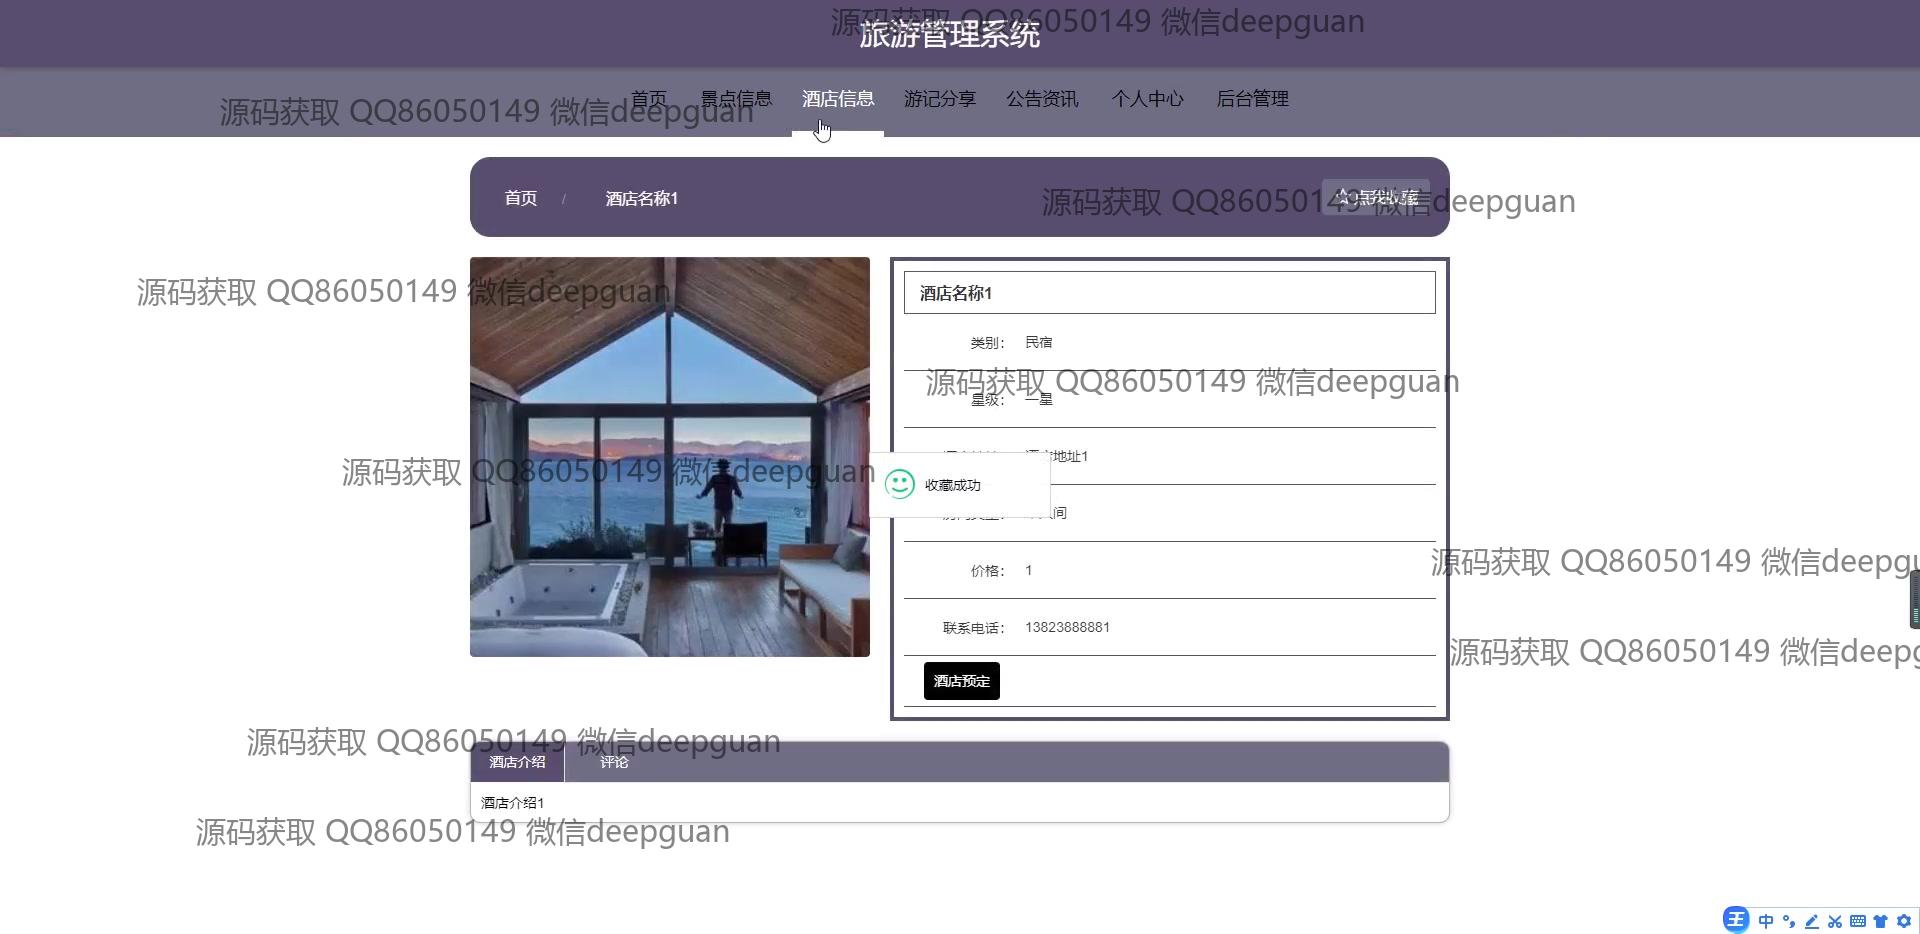 旅游管理系统
源码获取 QQ86050149 微信deepguan
首页 景点信息 酒店信息 游记分享 公告资讯 个人中心 后台管理
源码获取 QQ86050149 微信deepguan
首页 / 酒店名称1 ☆点我收藏
源码获取 QQ86050149 微信deepguan
源码获取 QQ86050149 微信deepguan
酒店名称1
类别： 民宿
源码获取 QQ86050149 微信deepguan
星级： 一星
酒店地址1
源码获取 QQ86050149 微信deepguan
收藏成功
间
源码获取 QQ86050149 微信deepgu
价格： 1
联系电话： 13823888881
源码获取 QQ86050149 微信deepg
酒店预定
源码获取 QQ86050149 微信deepguan
酒店介绍 评论
酒店介绍1
源码获取 QQ86050149 微信deepguan
王 中